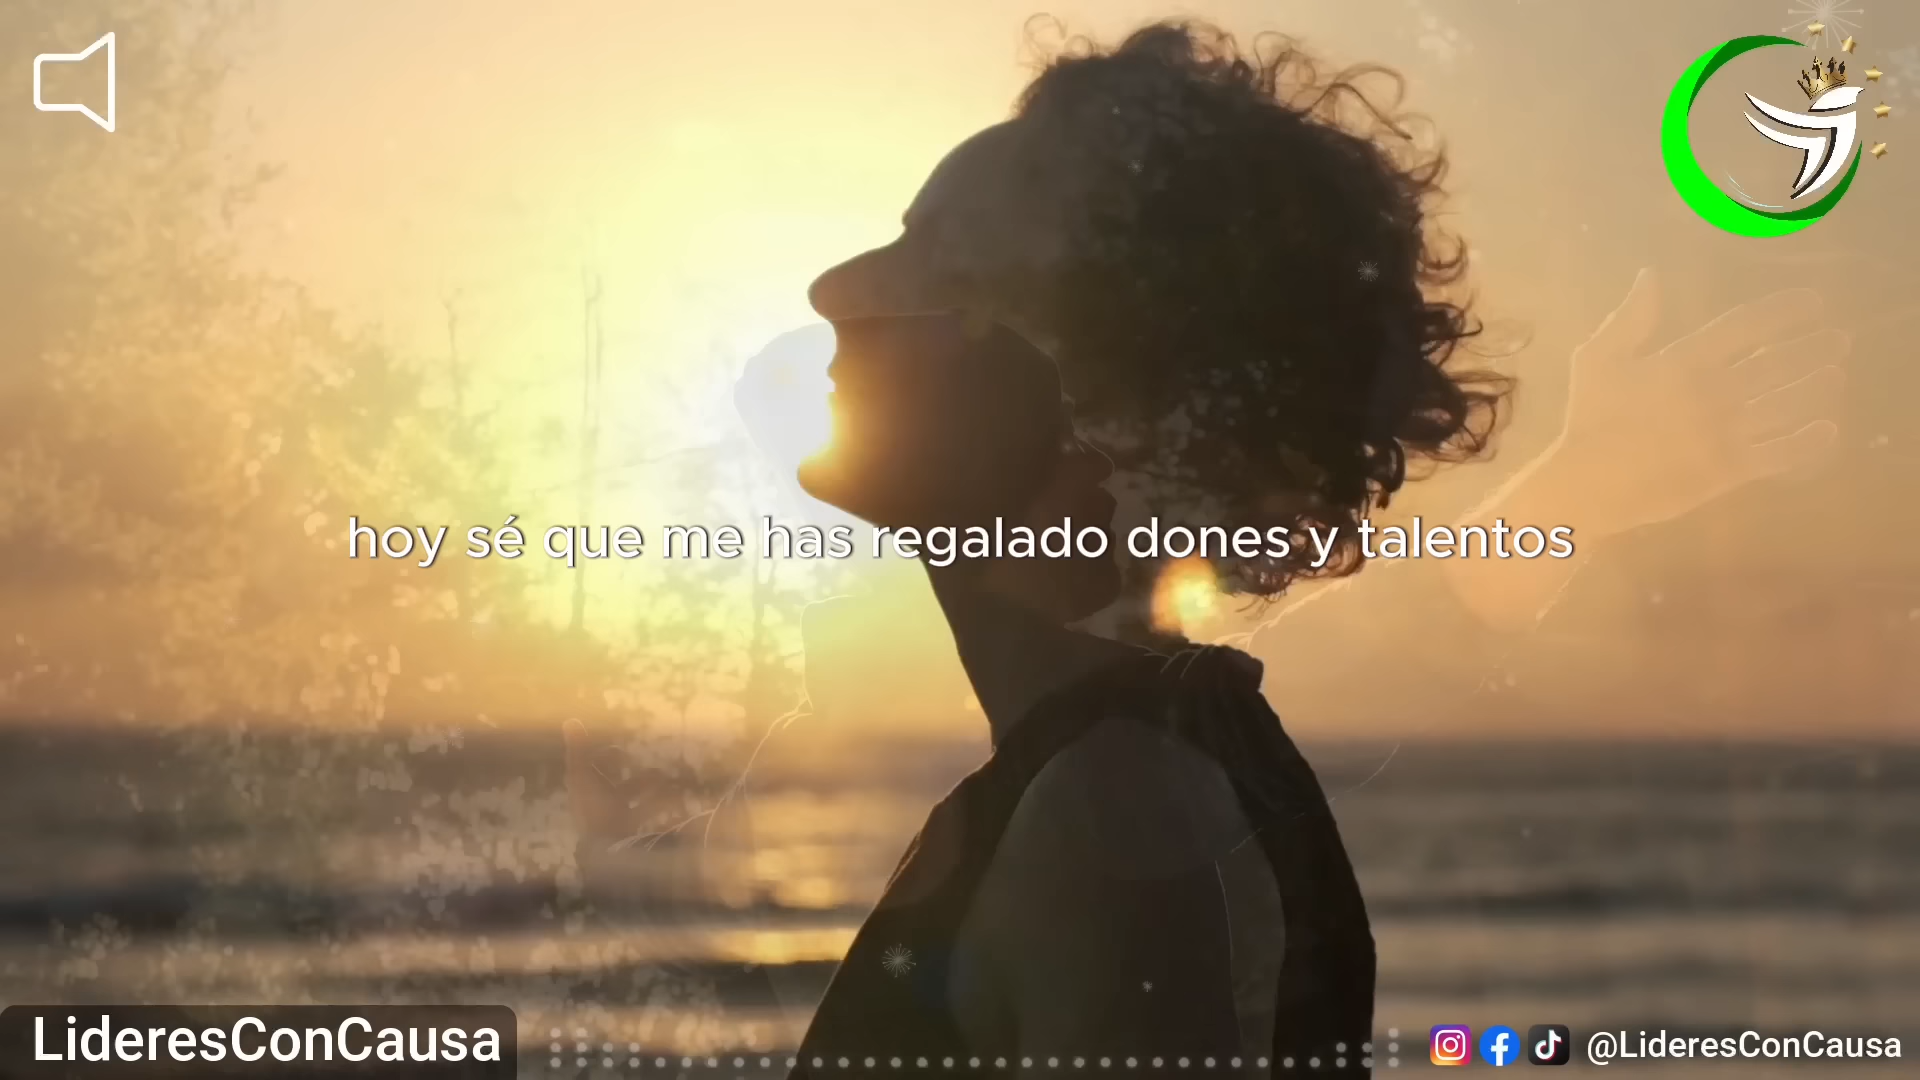 hoy sé que me has regalado dones y talentos
LideresConCausa
@LideresConCausa